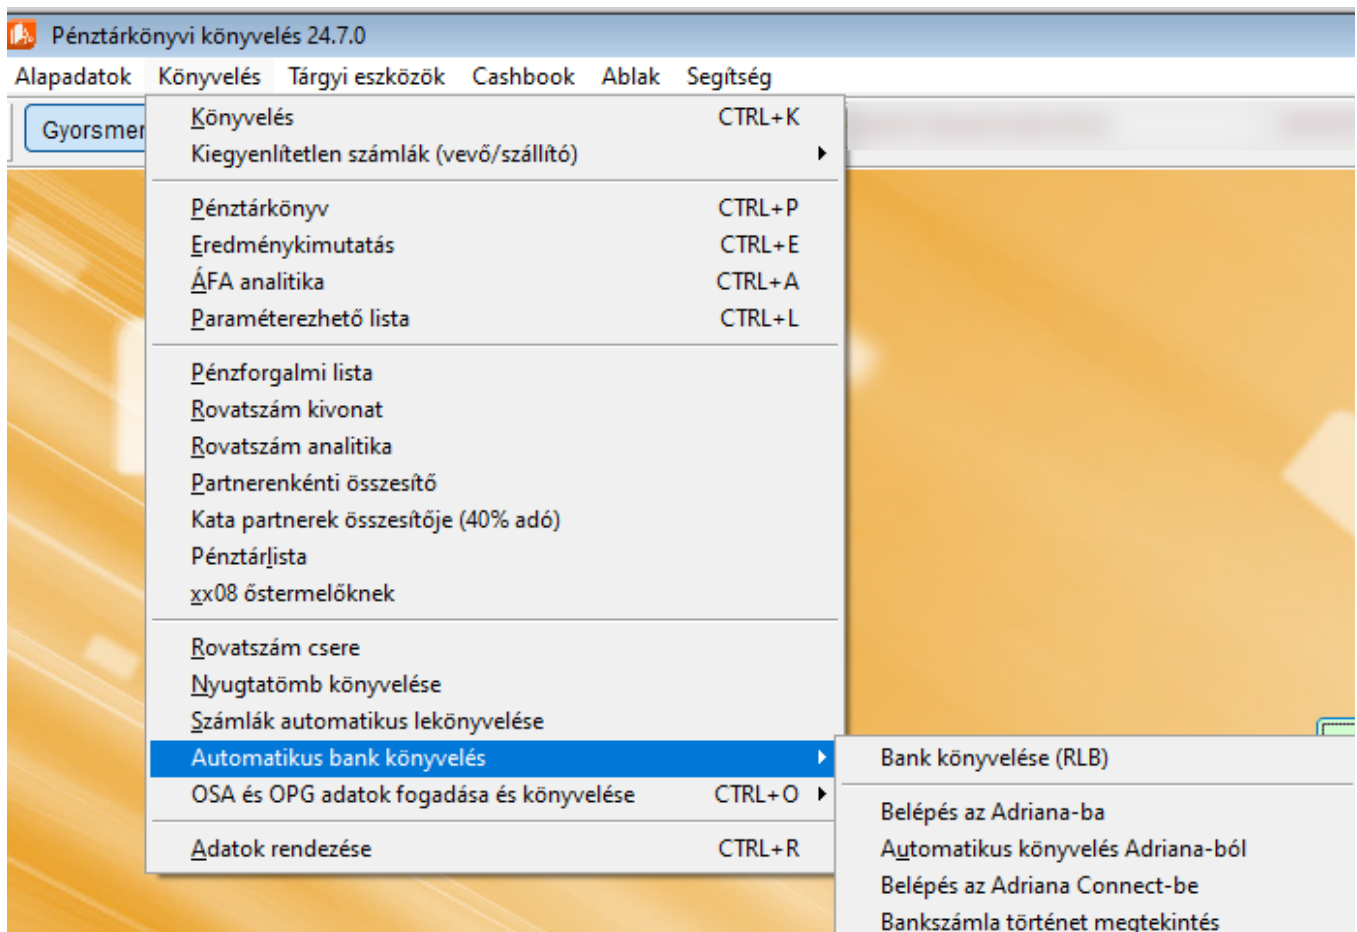 Pénztárkönyvi könyvelés 24.7.0
Alapadatok Könyvelés Tárgyi eszközök Cashbook Ablak Segítség
Gyorsmer
Könyvelés CTRL+K
Kiegyenlítetlen számlák (vevő/szállító)
Pénztárkönyv CTRL+P
Eredménykimutatás CTRL+E
ÁFA analitika CTRL+A
Paraméterezhető lista CTRL+L
Pénzforgalmi lista
Rovatszám kivonat
Rovatszám analitika
Partnerenkénti összesítő
Kata partnerek összesítője (40% adó)
Pénztárlista
xx08 őstermelőknek
Rovatszám csere
Nyugtatömb könyvelése
Számlák automatikus lekönyvelése
Automatikus bank könyvelés
OSA és OPG adatok fogadása és könyvelése CTRL+O
Adatok rendezése CTRL+R
Bank könyvelése (RLB)
Belépés az Adriana-ba
Automatikus könyvelés Adriana-ból
Belépés az Adriana Connect-be
Bankszámla történet megtekintés